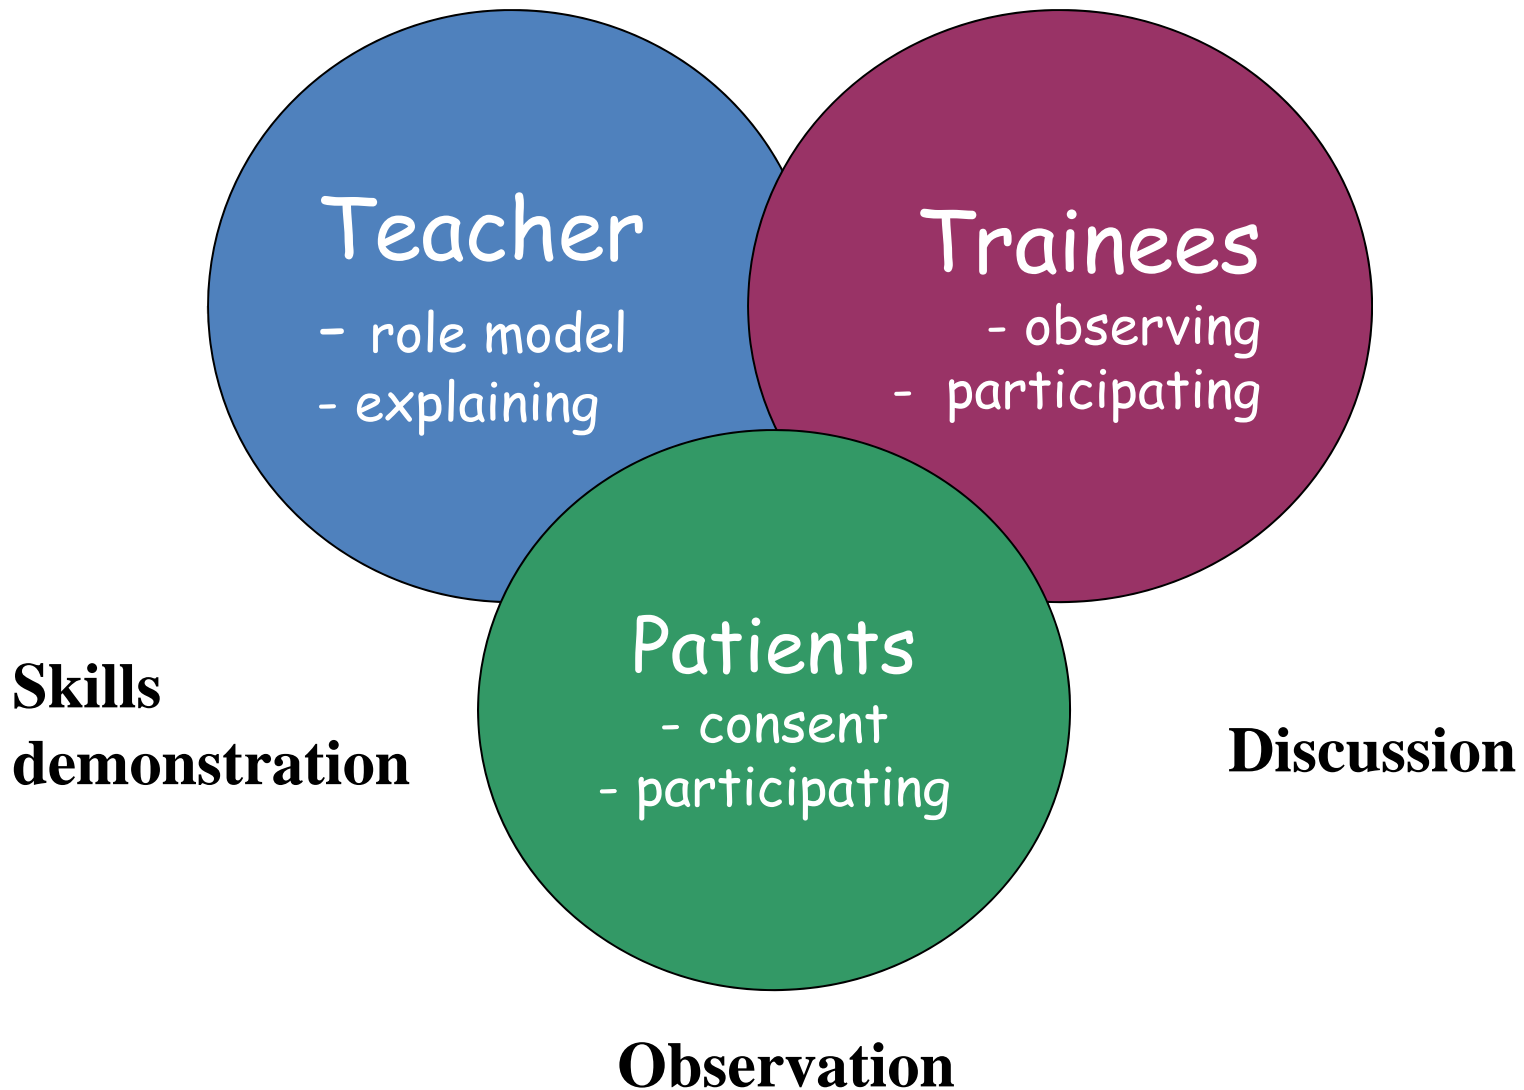 Teacher
- role model
- explaining
Trainees
- observing
- participating
Patients
- consent
- participating
Skills
demonstration
Discussion
Observation